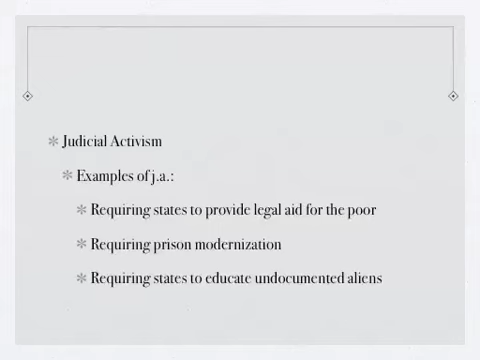 Judicial Activism
Examples of j.a.:
Requiring states to provide legal aid for the poor
Requiring prison modernization
Requiring states to educate undocumented aliens